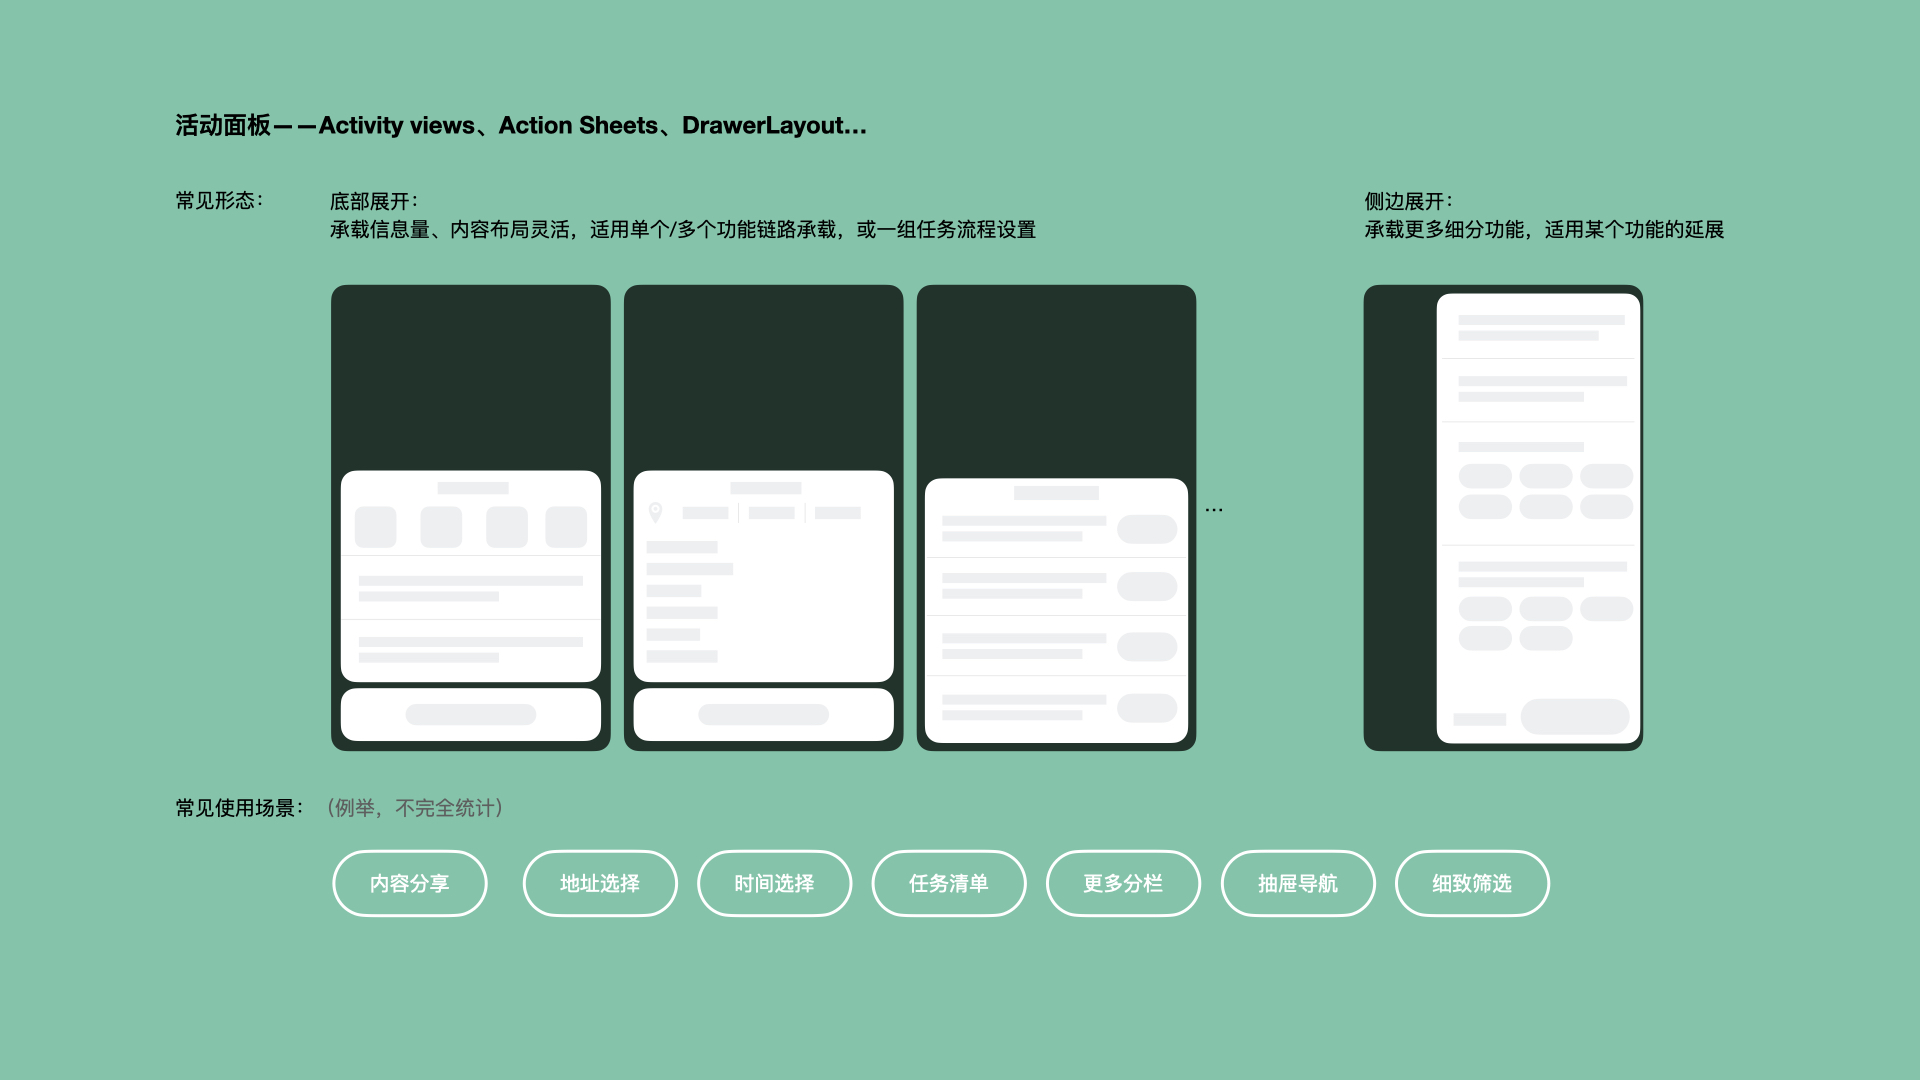 活动面板——Activity views、Action Sheets、DrawerLayout...
常见形态：
底部展开：
承载信息量、内容布局灵活，适用单个/多个功能链路承载，或一组任务流程设置
侧边展开：
承载更多细分功能，适用某个功能的延展
...
常见使用场景：（例举，不完全统计）
内容分享
地址选择
时间选择
任务清单
更多分栏
抽屉导航
细致筛选